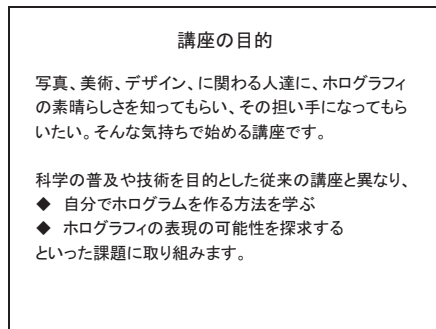 講座の目的
写真、美術、デザイン、に関わる人達に、ホログラフィ
の素晴らしさを知ってもらい、その担い手になってもら
いたい。そんな気持ちで始める講座です。
科学の普及や技術を目的とした従来の講座と異なり、
◆ 自分でホログラムを作る方法を学ぶ
◆ ホログラフィの表現の可能性を探求する
といった課題に取り組みます。